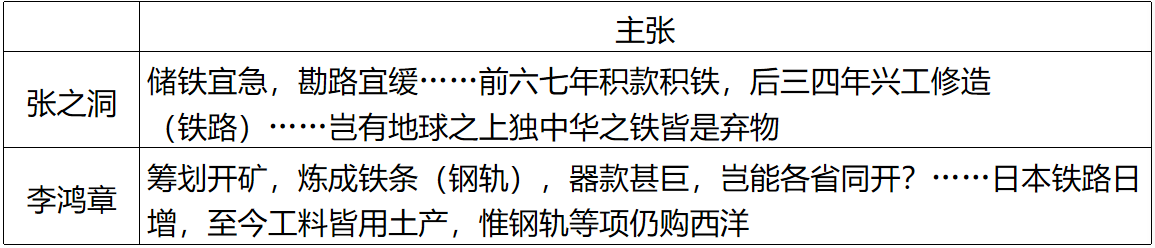 主张
张之洞
储铁宜急，勘路宜缓……前六七年积款积铁，后三四年兴工修造
（铁路）……岂有地球之上独中华之铁皆是弃物
李鸿章
筹划开矿，炼成铁条（钢轨），器款甚巨，岂能各省同开？……日本铁路日
增，至今工料皆用土产，惟钢轨等项仍购西洋